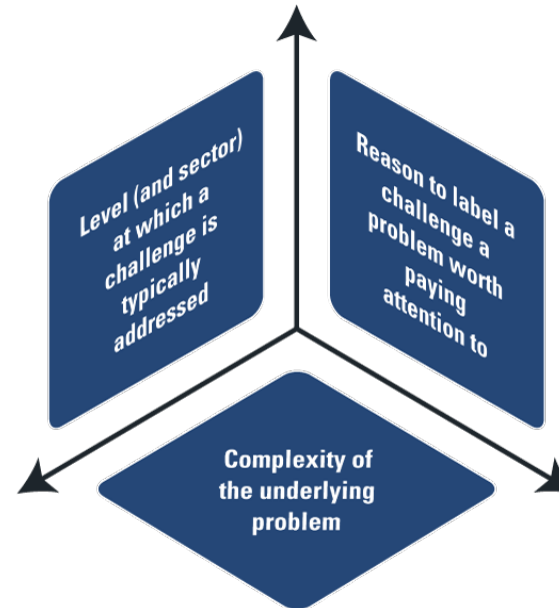 Level (and sector)
at which a
challenge is
typically
addressed
Reason to label a
challenge a
problem worth
paying
attention to
Complexity of
the underlying
problem